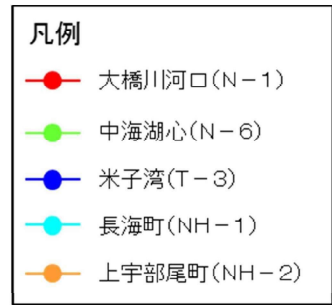 凡例
大橋川河口(N－1)
中海湖心(N－6)
米子湾(T－3)
長海町(NH－1)
上宇部尾町(NH－2)